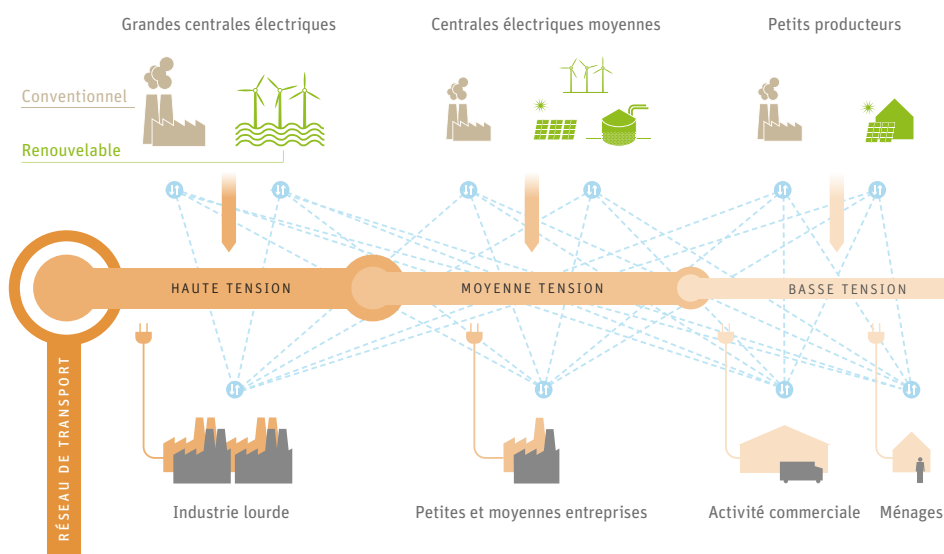 Grandes centrales électriques
Centrales électriques moyennes
Petits producteurs
Conventionnel
Renouvelable
HAUTE TENSION
MOYENNE TENSION
BASSE TENSION
RÉSEAU DE TRANSPORT
Industrie lourde
Petites et moyennes entreprises
Activité commerciale
Ménages